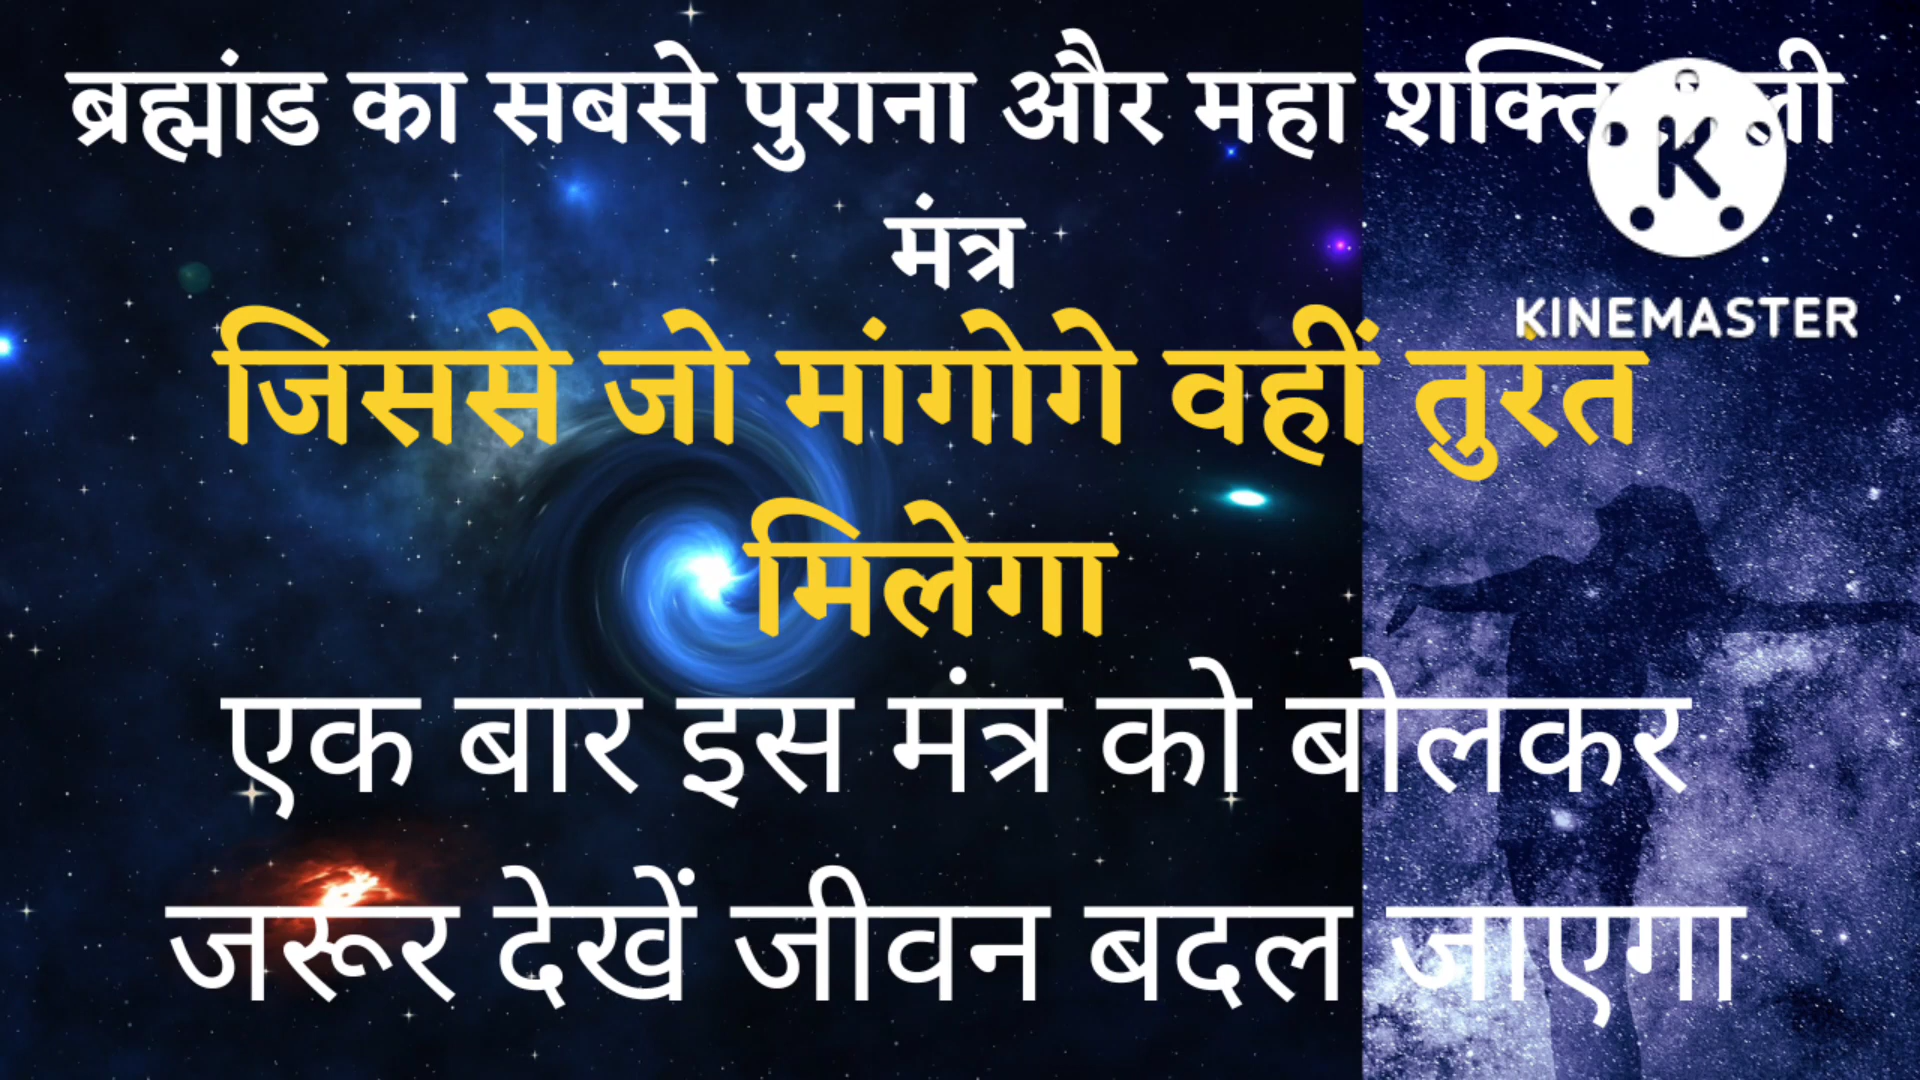 ब्रह्मांड का सबसे पुराना और महा
मंत्र
KINEMASTER
जिससे जो मांगोगे वहीं तुरंत
मिलेगा
एक बार इस मंत्र को बोलकर
जरूर देखें जीवन बदल जाएगा